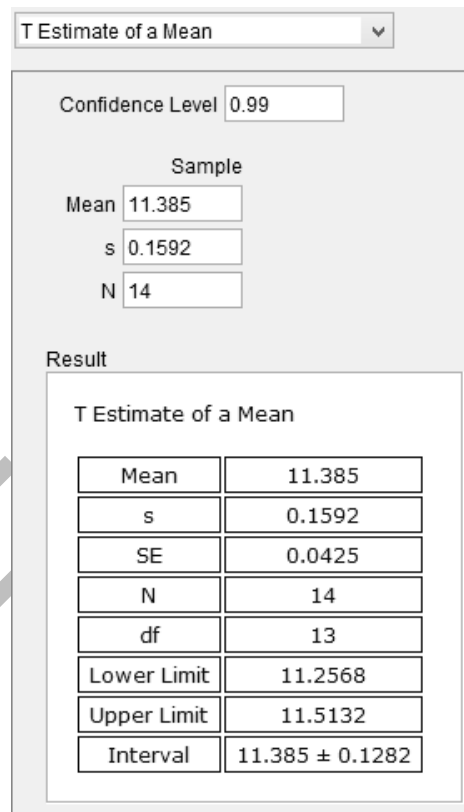 T Estimate of a Mean
Confidence Level 0.99
Sample
Mean 11.385
s 0.1592
N 14
Result
T Estimate of a Mean
Mean 11.385
s 0.1592
SE 0.0425
N 14
df 13
Lower Limit 11.2568
Upper Limit 11.5132
Interval 11.385 ± 0.1282